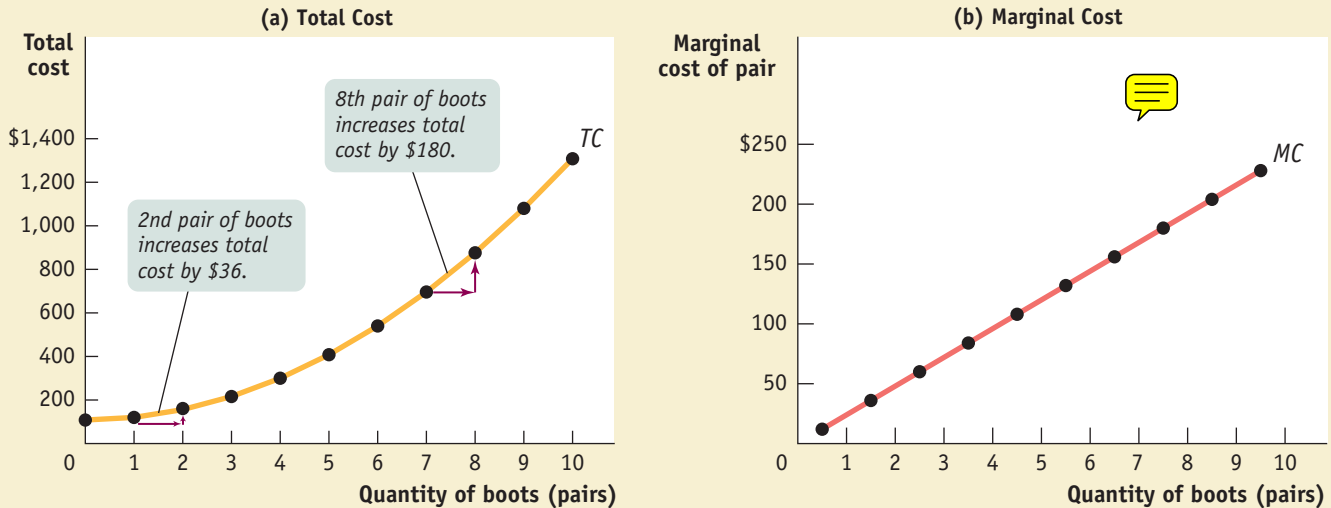 (a) Total Cost
Total
cost
$1,400
1,200
1,000
800
600
400
200
0
1 2 3 4 5 6 7 8 9 10
Quantity of boots (pairs)
2nd pair of boots
increases total
cost by $36.
8th pair of boots
increases total
cost by $180.
TC
(b) Marginal Cost
Marginal
cost of pair
$250
200
150
100
50
0
1 2 3 4 5 6 7 8 9 10
Quantity of boots (pairs)
MC